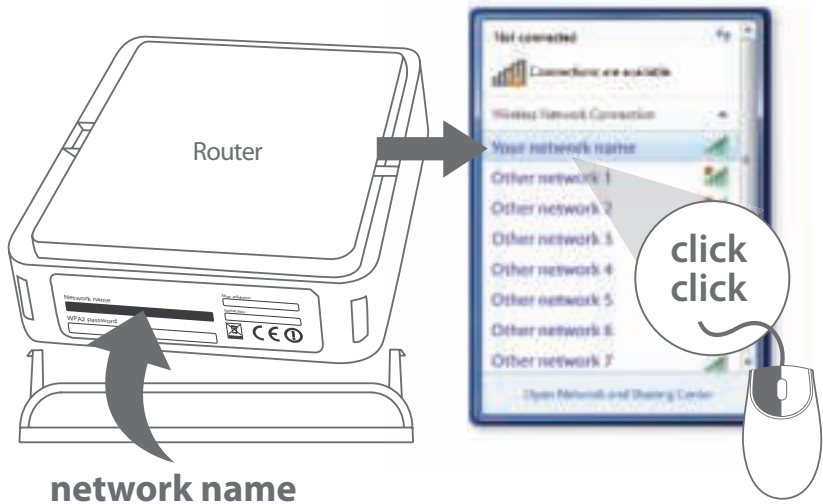 Router
Network name
WPA2 Password
CE
network name
Not connected
Connections are available
Wireless Network Connection
Your network name
Other network 1
Other network 2
Other network 3
Other network 4
Other network 5
Other network 6
Other network 7
Open Network and Sharing Center
click
click